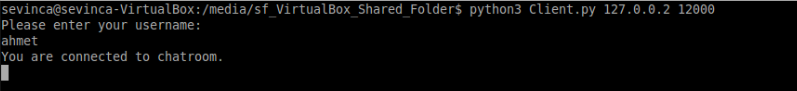 sevinca@sevinca-VirtualBox:/media/sf_VirtualBox_Shared_Folder$ python3 Client.py 127.0.0.2 12000
Please enter your username:
ahmet
You are connected to chatroom.